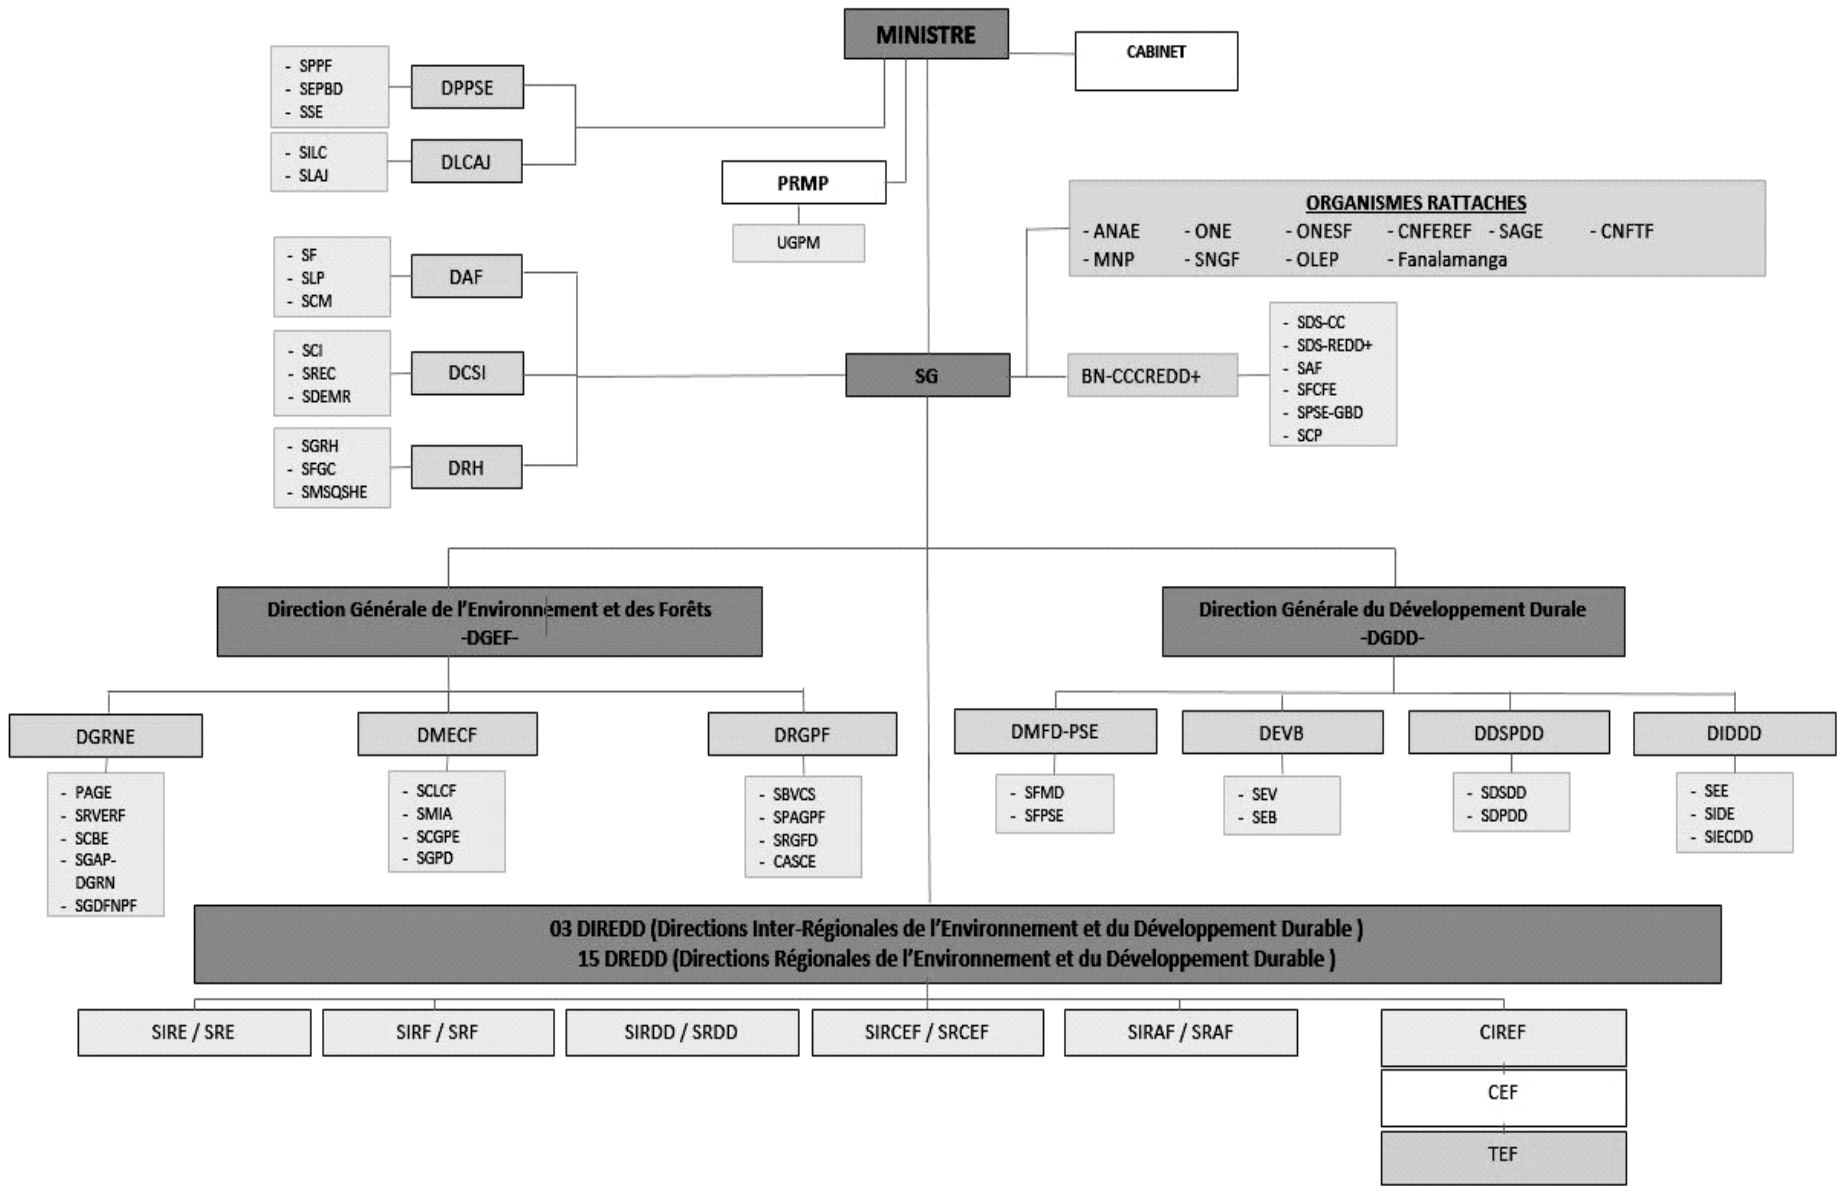 MINISTRE
CABINET
- SPPF
- SEPBD
- SSE
DPPSE
- SILC
- SLAJ
DLCAJ
PRMP
UGPM
ORGANISMES RATTACHES
- ANAE - ONE - ONESF - CNFEREF - SAGE - CNFTF
- MNP - SNGF - OLEP - Fanalamanga
- SF
- SLP
- SCM
DAF
- SCI
- SREC
- SDEMR
DCSI
- SGRH
- SFGC
- SMSQSHE
DRH
SG
BN-CCCREDD+
- SDS-CC
- SDS-REDD+
- SAF
- SFCFE
- SPSE-GBD
- SCP
Direction Générale de l'Environnement et des Forêts
-DGEF-
Direction Générale du Développement Durale
-DGDD-
DGRNE
- PAGE
- SRVERF
- SCBE
- SGAP-
DGRN
- SGDFNPF
DMECF
- SCLCF
- SMIA
- SCGPE
- SGPD
DRGPF
- SBVCS
- SPAGPF
- SRGFD
- CASCE
DMFD-PSE
- SFMD
- SFPSE
DEVB
- SEV
- SEB
DDSPDD
- SDSDD
- SDPDD
DIDDD
- SEE
- SIDE
- SIECDD
03 DIREDD (Directions Inter-Régionales de l'Environnement et du Développement Durable )
15 DREDD (Directions Régionales de l'Environnement et du Développement Durable )
SIRE / SRE
SIRF / SRF
SIRDD / SRDD
SIRCEF / SRCEF
SIRAF / SRAF
CIREF
CEF
TEF